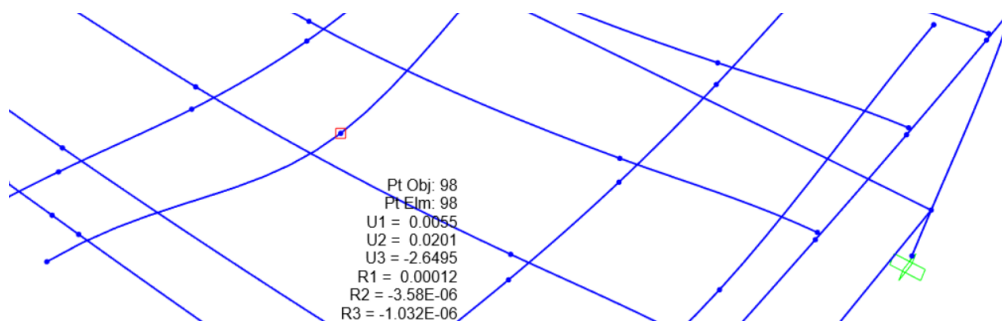 Pt Obj: 98
Pt Elm: 98
U1 = 0.0055
U2 = 0.0201
U3 = -2.6495
R1 = 0.00012
R2 = -3.58E-06
R3 = -1.032E-06